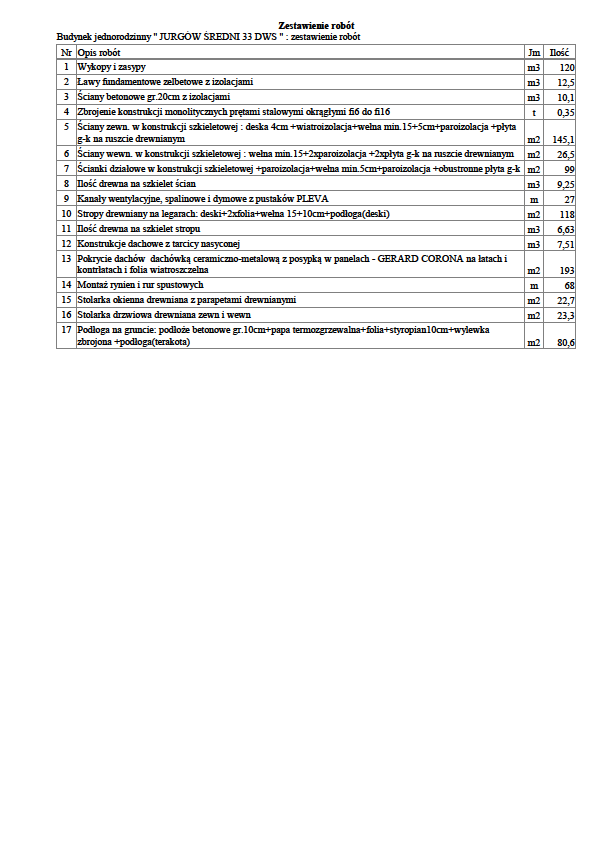 Zestawienie robót
Budynek jednorodzinny " JURGÓW ŚREDNI 33 DWS " : zestawienie robót
Nr Opis robót Jm Ilość
1 Wykopy i zasypy m3 120
2 Ławy fundamentowe żelbetowe z izolacjami m3 12,5
3 Ściany betonowe gr.20cm z izolacjami m3 10,1
4 Zbrojenie konstrukcji monolitycznych prętami stalowymi okrągłymi fi6 do fi16 t 0,35
5 Ściany zewn. w konstrukcji szkieletowej : deska 4cm +wiatroizolacja+wełna min.15+5cm+paroizolacja +płyta
g-k na ruszcie drewnianym m2 145,1
6 Ściany wewn. w konstrukcji szkieletowej : wełna min.15+2xparoizolacja +2xpłyta g-k na ruszcie drewnianym m2 26,5
7 Ścianki działowe w konstrukcji szkieletowej +paroizolacja+wełna min.5cm+paroizolacja +obustronne płyta g-k m2 99
8 Ilość drewna na szkielet ścian m3 9,25
9 Kanały wentylacyjne, spalinowe i dymowe z pustaków PLEVA m 27
10 Stropy drewniany na legarach: deski+2xfolia+wełna 15+10cm+podłoga(deski) m2 118
11 Ilość drewna na szkielet stropu m3 6,63
12 Konstrukcje dachowe z tarcicy nasyconej m3 7,51
13 Pokrycie dachów dachówką ceramiczno-metalową z posypką w panelach - GERARD CORONA na łatach i
kontrłatach i folia wiatroszczelna m2 193
14 Montaż rynien i rur spustowych m 68
15 Stolarka okienna drewniana z parapetami drewnianymi m2 22,7
16 Stolarka drzwiowa drewniana zewn i wewn m2 23,3
17 Podłoga na gruncie: podłoże betonowe gr.10cm+papa termozgrzewalna+folia+styropian10cm+wylewka
zbrojona +podłoga(terakota) m2 80,6